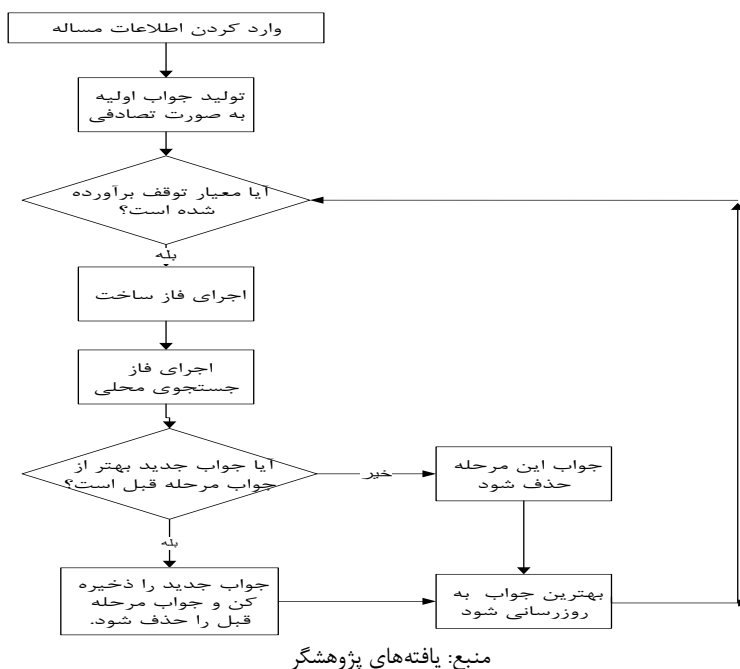 وارد کردن اطلاعات مساله
تولید جواب اولیه
به صورت تصادفی
آیا معیار توقف برآورده
شده است؟
بله
اجرای فاز ساخت
اجرای فاز
جستجوی محلی
آیا جواب جدید بهتر از
جواب مرحله قبل است؟
خیر
جواب این مرحله
حذف شود
بله
جواب جدید را ذخیره
کن و جواب مرحله
قبل را حذف شود.
بهترین جواب به
روزرسانی شود
منبع: یافته‌های پژوهشگر